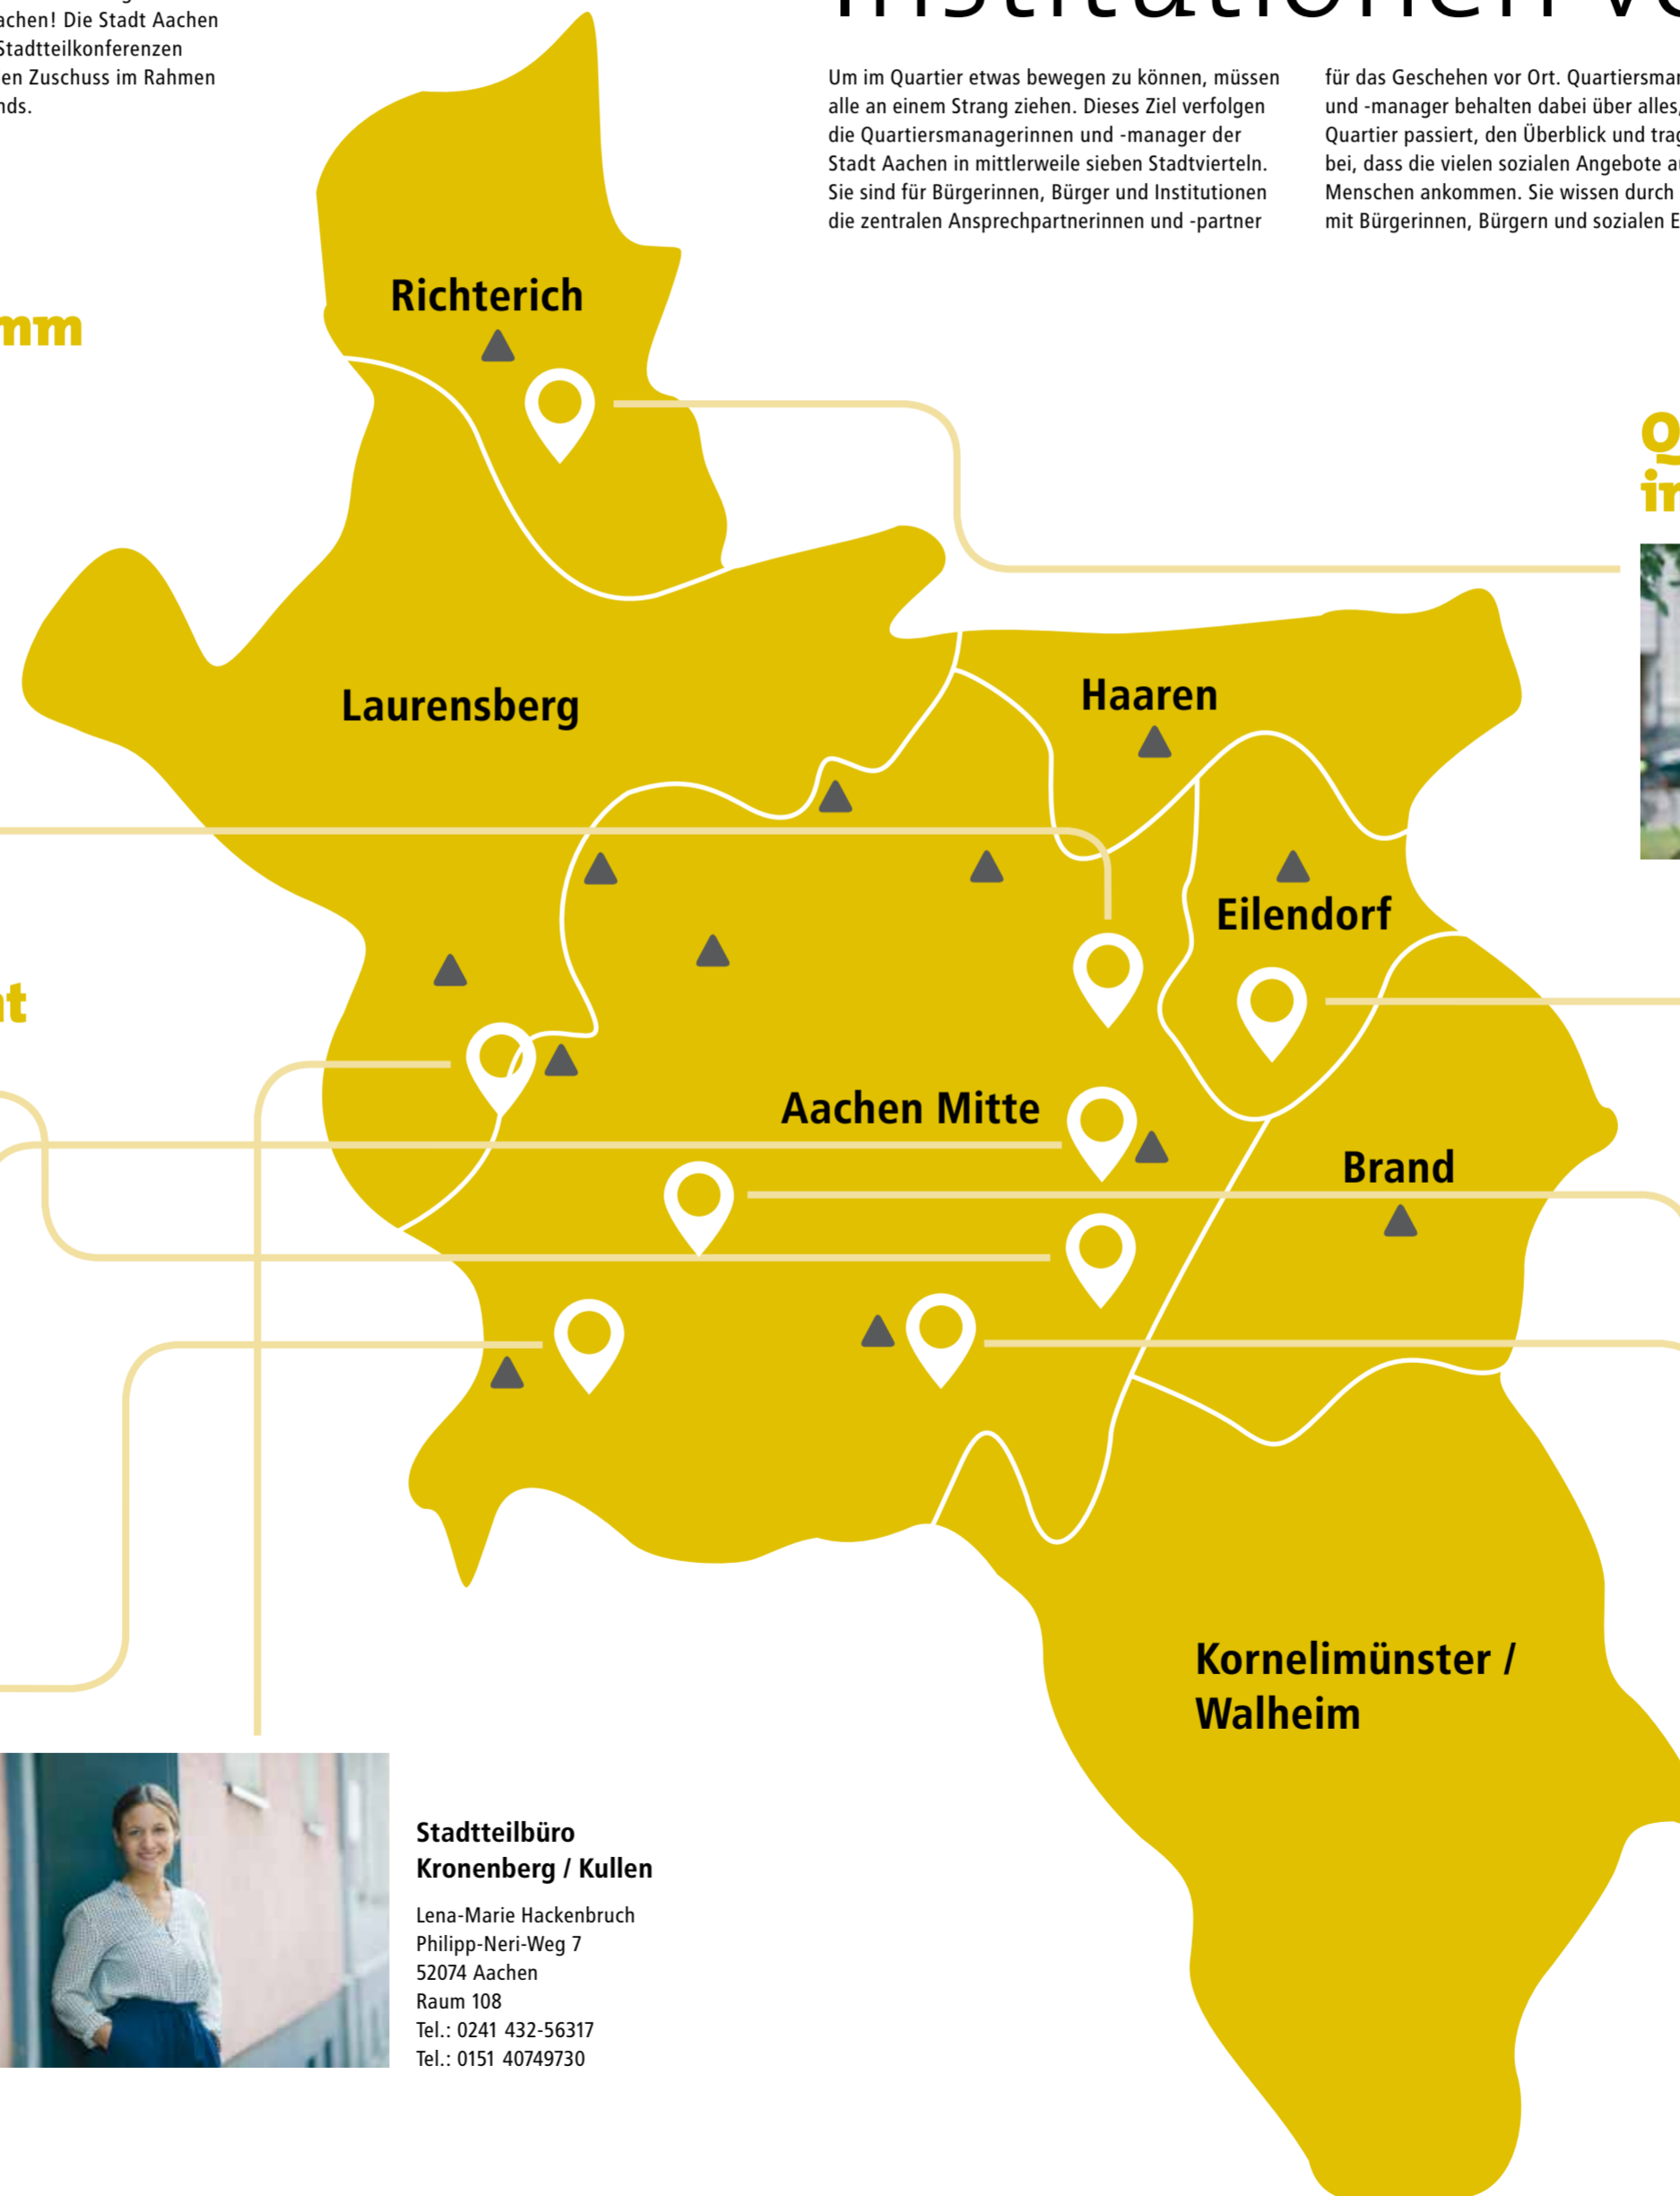 achen! Die Stadt Aachen
Stadtteilkonferenzen
en Zuschuss im Rahmen
nds.
Institutionen v
Um im Quartier etwas bewegen zu können, müssen
alle an einem Strang ziehen. Dieses Ziel verfolgen
die Quartiersmanagerinnen und -manager der
Stadt Aachen in mittlerweile sieben Stadtvierteln.
Sie sind für Bürgerinnen, Bürger und Institutionen
die zentralen Ansprechpartnerinnen und -partner
für das Geschehen vor Ort. Quartiersma
und -manager behalten dabei über alles,
Quartier passiert, den Überblick und tra
bei, dass die vielen sozialen Angebote a
Menschen ankommen. Sie wissen durch
mit Bürgerinnen, Bürgern und sozialen E
mm
Richterich
Q
in
Laurensberg
Haaren
Eilendorf
t
Aachen Mitte
Brand
Kornelimünster /
Walheim
Stadtteilbüro
Kronenberg / Kullen
Lena-Marie Hackenbruch
Philipp-Neri-Weg 7
52074 Aachen
Raum 108
Tel.: 0241 432-56317
Tel.: 0151 40749730